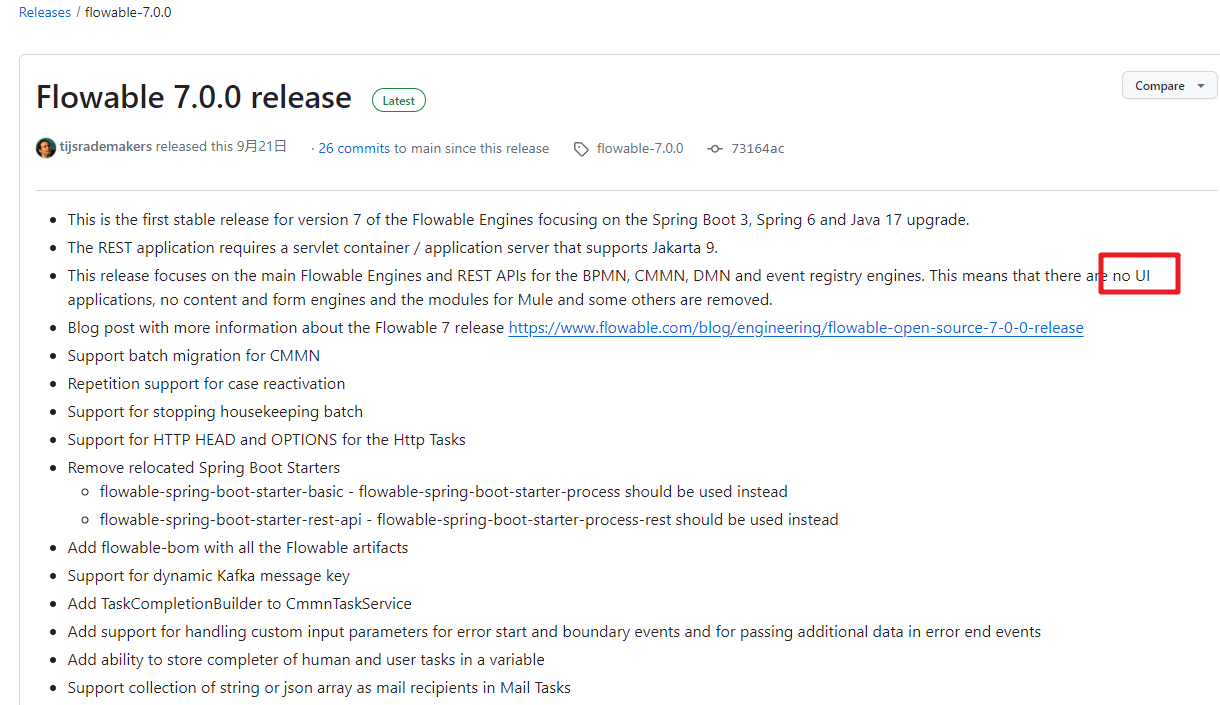 Releases / flowable-7.0.0
Flowable 7.0.0 release Latest Compare
tijsrademakers released this 9月21日 · 26 commits to main since this release flowable-7.0.0 73164ac
This is the first stable release for version 7 of the Flowable Engines focusing on the Spring Boot 3, Spring 6 and Java 17 upgrade.
The REST application requires a servlet container / application server that supports Jakarta 9.
This release focuses on the main Flowable Engines and REST APIs for the BPMN, CMMN, DMN and event registry engines. This means that there are no UI
applications, no content and form engines and the modules for Mule and some others are removed.
Blog post with more information about the Flowable 7 release https://www.flowable.com/blog/engineering/flowable-open-source-7-0-0-release
Support batch migration for CMMN
Repetition support for case reactivation
Support for stopping housekeeping batch
Support for HTTP HEAD and OPTIONS for the Http Tasks
Remove relocated Spring Boot Starters
flowable-spring-boot-starter-basic - flowable-spring-boot-starter-process should be used instead
flowable-spring-boot-starter-rest-api - flowable-spring-boot-starter-process-rest should be used instead
Add flowable-bom with all the Flowable artifacts
Support for dynamic Kafka message key
Add TaskCompletionBuilder to CmmnTaskService
Add support for handling custom input parameters for error start and boundary events and for passing additional data in error end events
Add ability to store completer of human and user tasks in a variable
Support collection of string or json array as mail recipients in Mail Tasks